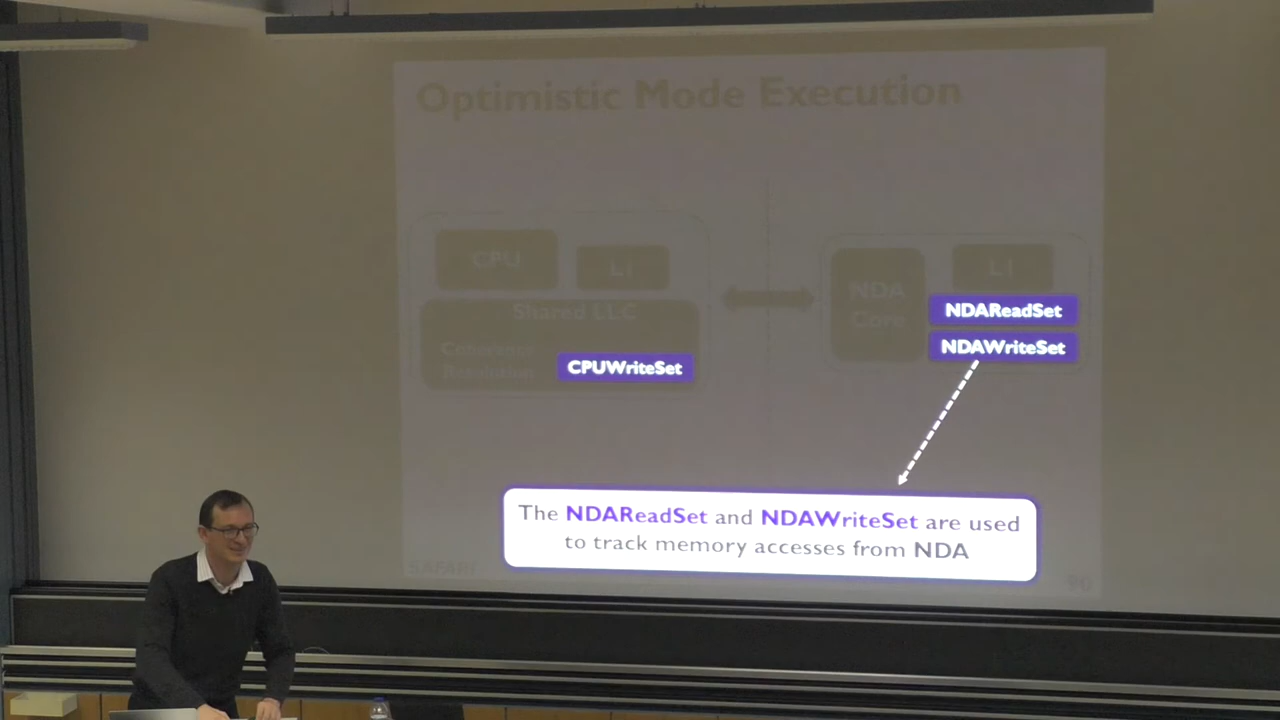 Optimistic Mode Execution
CPU
L1
Shared LLC
Coherence
Resolution
CPUWriteSet
NDA
Core
L1
NDAReadSet
NDAWriteSet
The NDAReadSet and NDAWriteSet are used
to track memory accesses from NDA
SAFARI
90